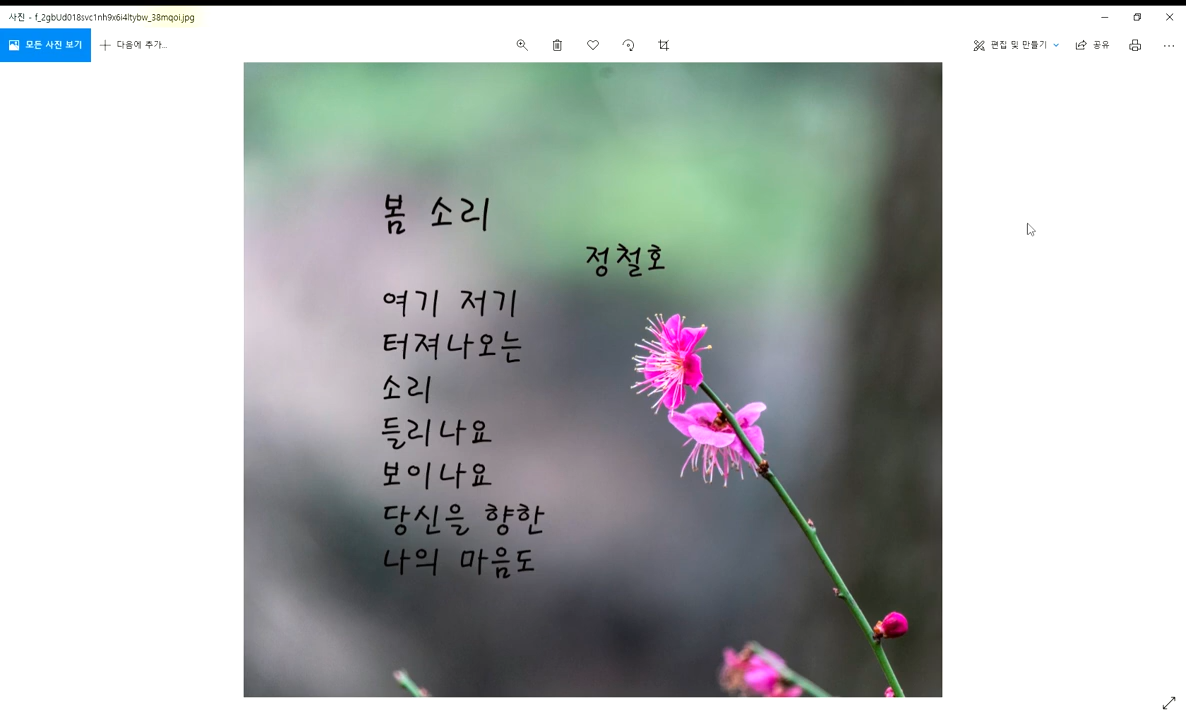 사진 - f_2gbUd018svc1nh9x6i4ltybw_38mqoi.jpg
모든 사진 보기 다음에 추가... 편집 및 만들기 공유
봄 소리
정철호
여기 저기
터져나오는
소리
들리나요
보이나요
당신을 향한
나의 마음도